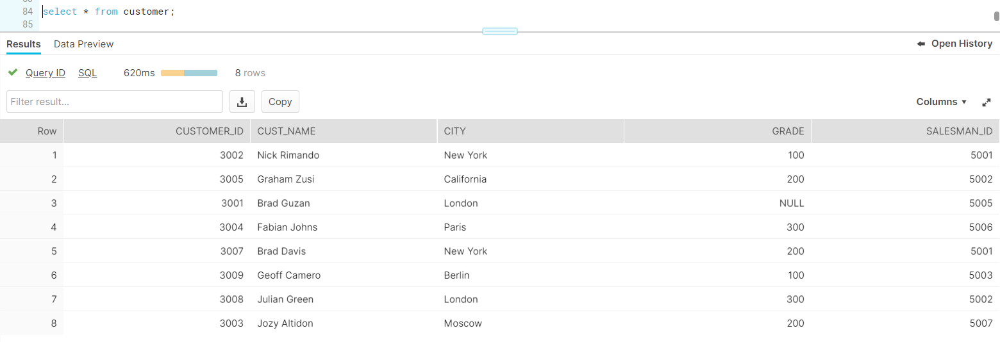 84 select * from customer;
85
Results Data Preview Open History
Query ID SQL 620ms 8 rows
Filter result... Copy Columns
Row CUSTOMER_ID CUST_NAME CITY GRADE SALESMAN_ID
1 3002 Nick Rimando New York 100 5001
2 3005 Graham Zusi California 200 5002
3 3001 Brad Guzan London NULL 5005
4 3004 Fabian Johns Paris 300 5006
5 3007 Brad Davis New York 200 5001
6 3009 Geoff Camero Berlin 100 5003
7 3008 Julian Green London 300 5002
8 3003 Jozy Altidon Moscow 200 5007